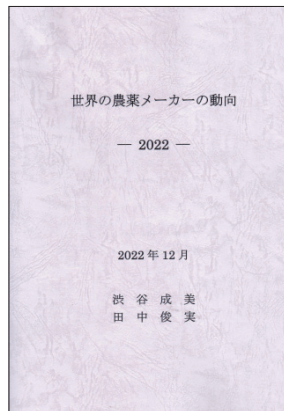 世界の農薬メーカーの動向
― 2022 ―
2022年12月
渋谷成美
田中俊実